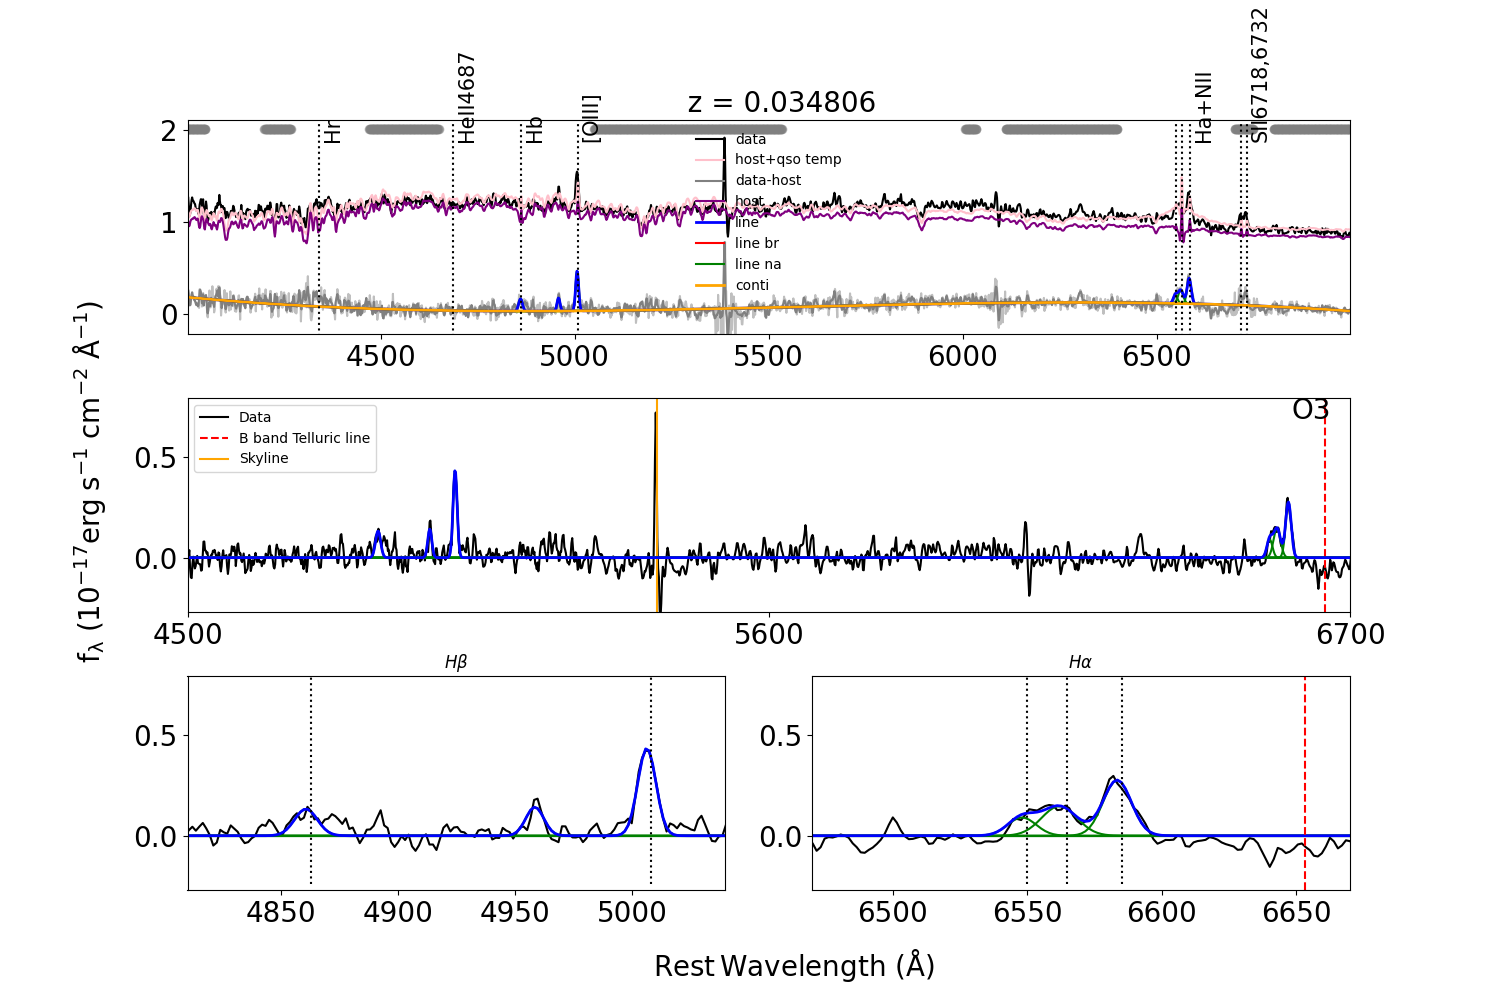 z = 0.034806
Hr
HeII4687
Hb
[OIII]
Ha+NII
SII6718,6732
data
host+qso temp
data-host
host
line
line br
line na
conti
2
1
0
4500 5000 5500 6000 6500
fλ (10−17erg s−1 cm−2 Å−1)
Data
B band Telluric line
Skyline
O3
0.5
0.0
4500 5600 6700
Hβ
0.5
0.0
4850 4900 4950 5000
Hα
0.5
0.0
6500 6550 6600 6650
Rest Wavelength (Å)